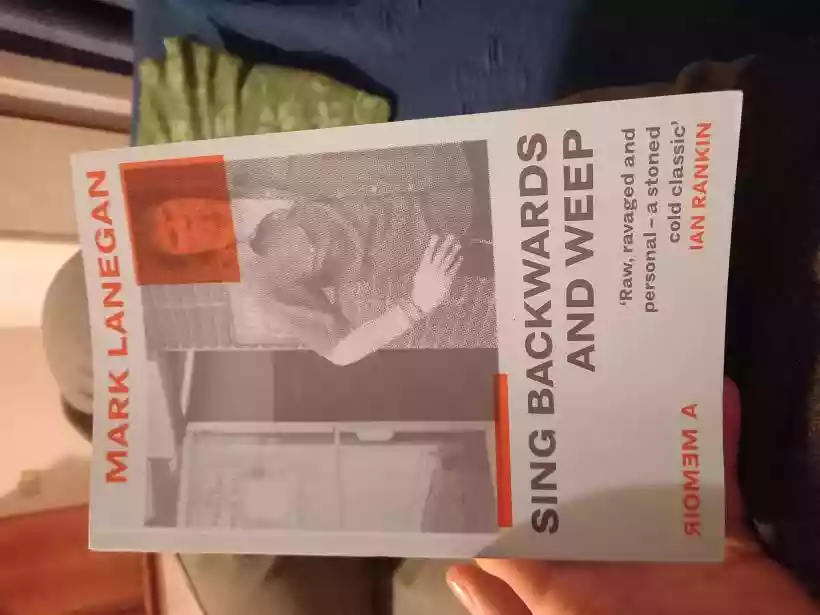 MARK LANEGAN
SING BACKWARDS
AND WEEP
'Raw, ravaged and
personal – a stoned
cold classic'
IAN RANKIN
A MEMOIR